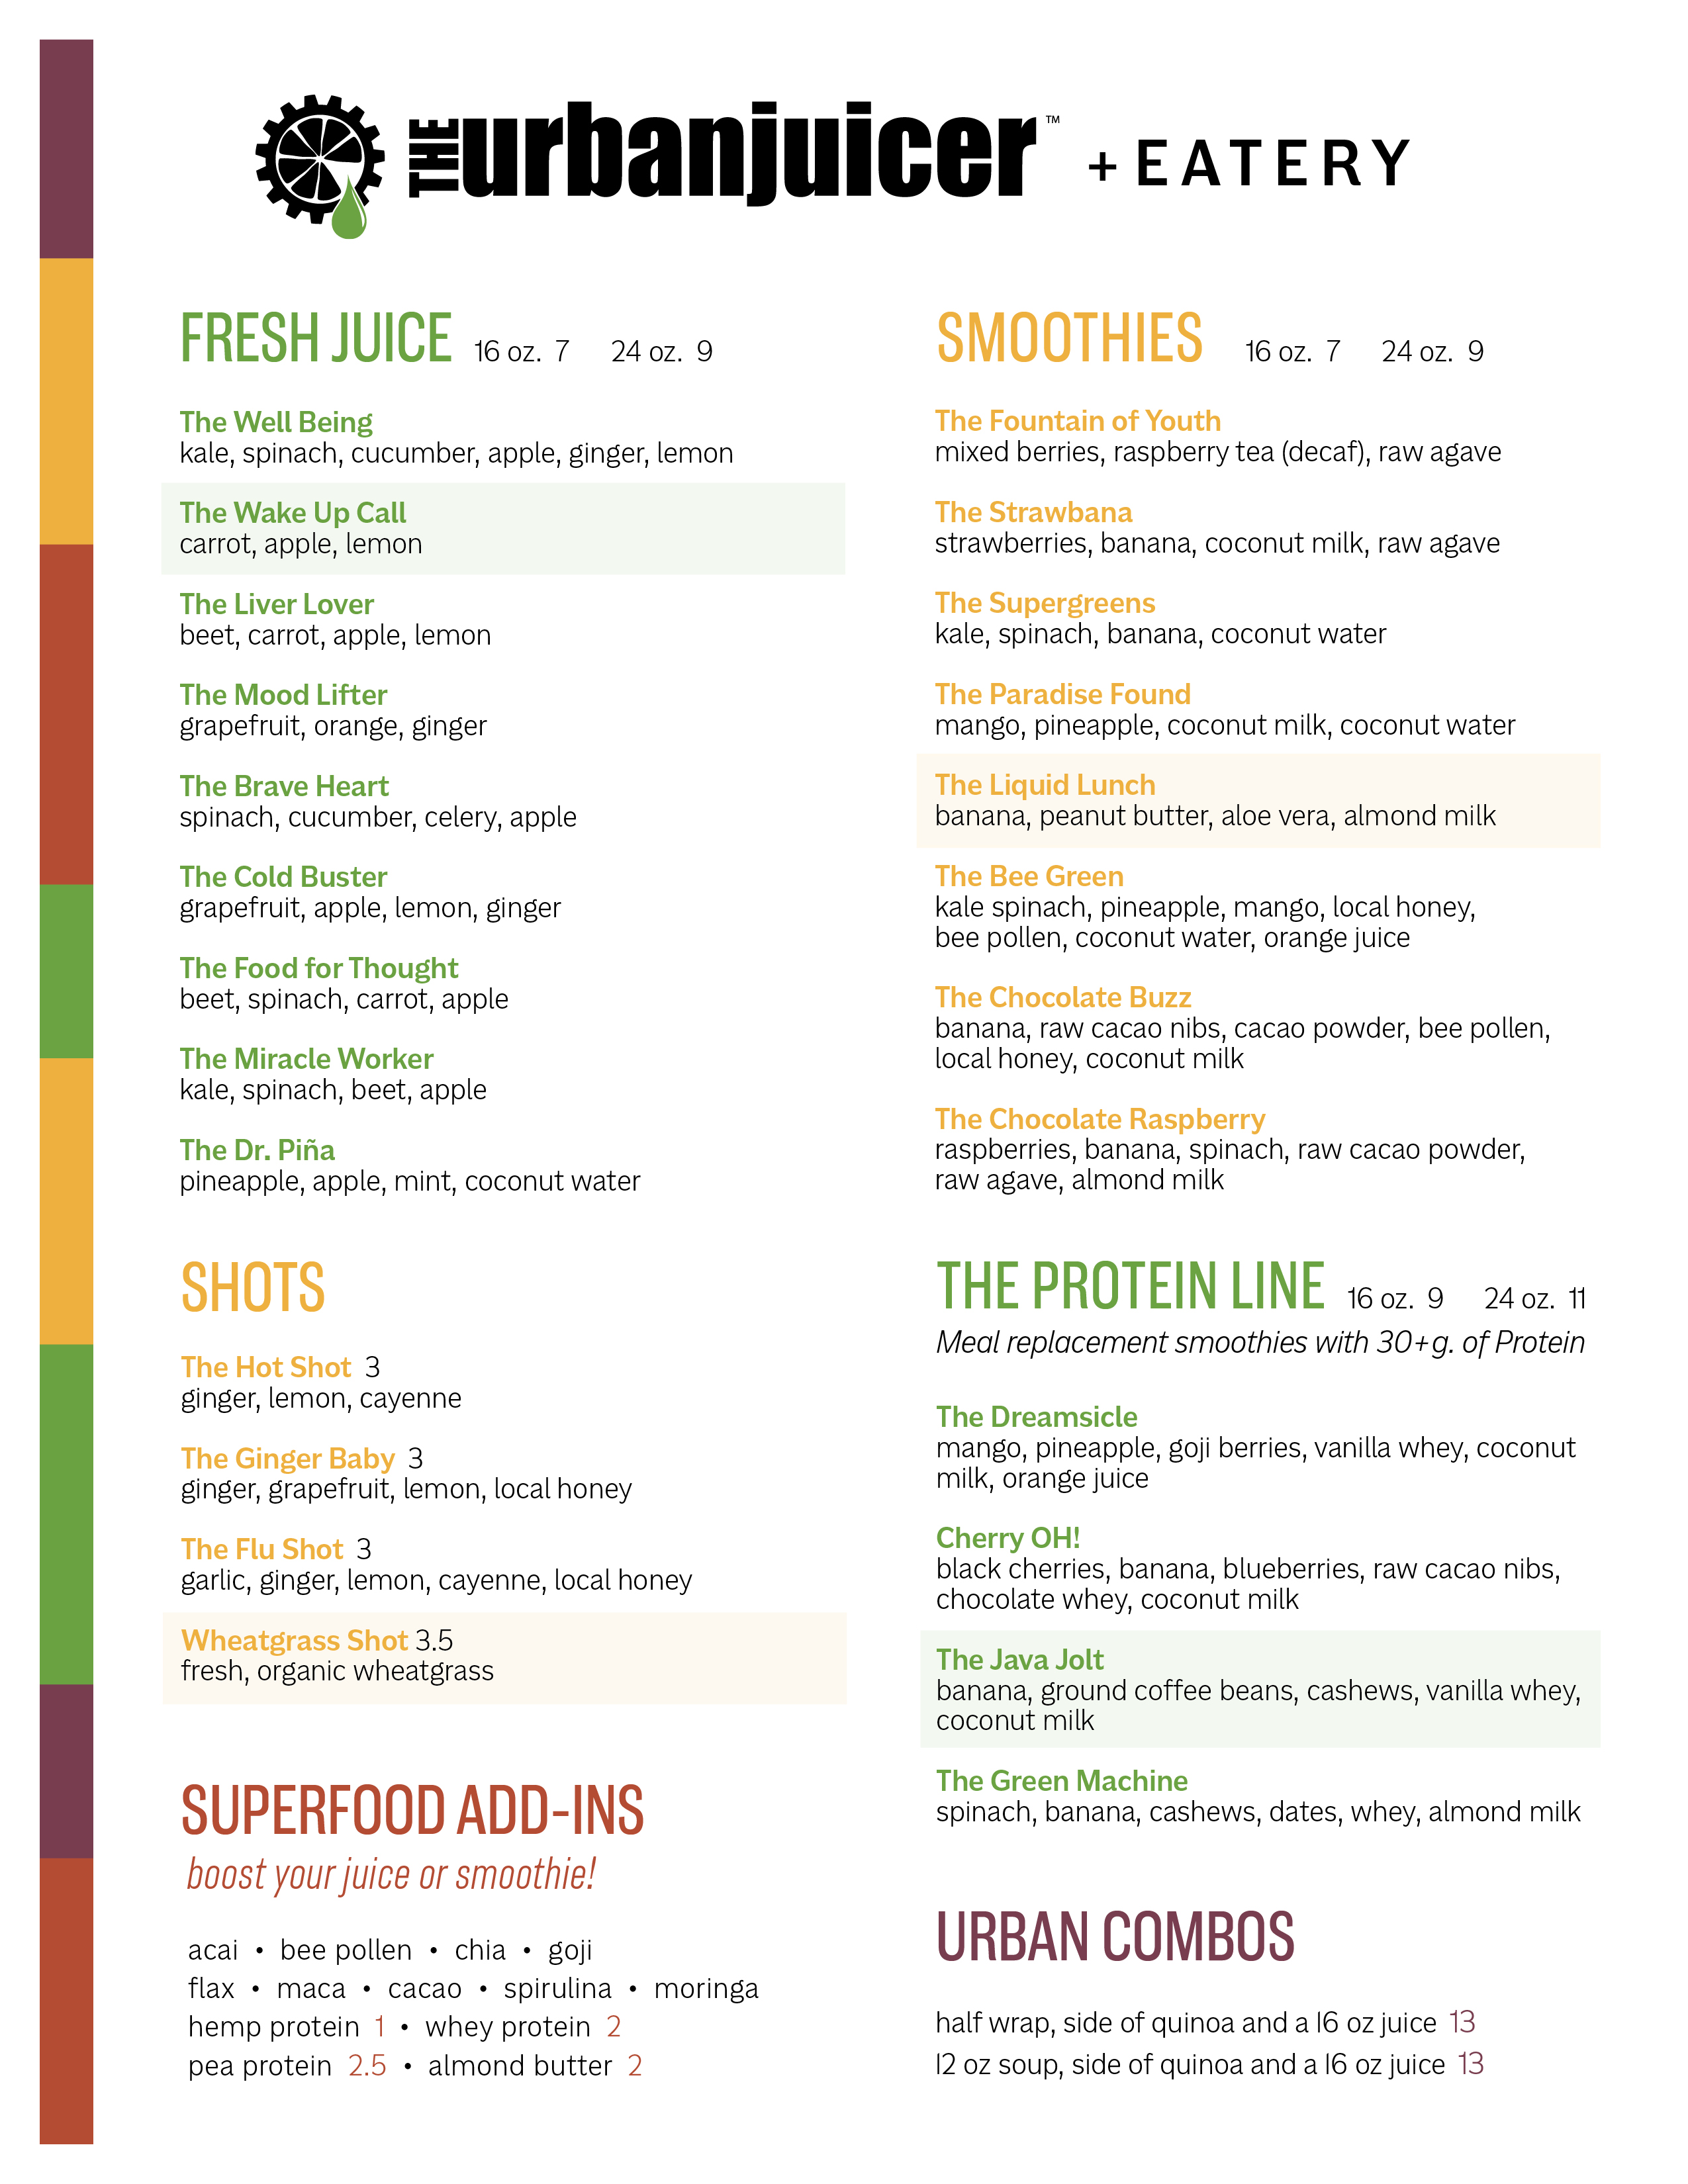 THE urbanjuicer™ + EATERY
FRESH JUICE 16 oz. 7 24 oz. 9
The Well Being
kale, spinach, cucumber, apple, ginger, lemon
The Wake Up Call
carrot, apple, lemon
The Liver Lover
beet, carrot, apple, lemon
The Mood Lifter
grapefruit, orange, ginger
The Brave Heart
spinach, cucumber, celery, apple
The Cold Buster
grapefruit, apple, lemon, ginger
The Food for Thought
beet, spinach, carrot, apple
The Miracle Worker
kale, spinach, beet, apple
The Dr. Piña
pineapple, apple, mint, coconut water
SHOTS
The Hot Shot 3
ginger, lemon, cayenne
The Ginger Baby 3
ginger, grapefruit, lemon, local honey
The Flu Shot 3
garlic, ginger, lemon, cayenne, local honey
Wheatgrass Shot 3.5
fresh, organic wheatgrass
SUPERFOOD ADD-INS
boost your juice or smoothie!
acai • bee pollen • chia • goji
flax • maca • cacao • spirulina • moringa
hemp protein 1 • whey protein 2
pea protein 2.5 • almond butter 2
SMOOTHIES 16 oz. 7 24 oz. 9
The Fountain of Youth
mixed berries, raspberry tea (decaf), raw agave
The Strawbana
strawberries, banana, coconut milk, raw agave
The Supergreens
kale, spinach, banana, coconut water
The Paradise Found
mango, pineapple, coconut milk, coconut water
The Liquid Lunch
banana, peanut butter, aloe vera, almond milk
The Bee Green
kale spinach, pineapple, mango, local honey,
bee pollen, coconut water, orange juice
The Chocolate Buzz
banana, raw cacao nibs, cacao powder, bee pollen,
local honey, coconut milk
The Chocolate Raspberry
raspberries, banana, spinach, raw cacao powder,
raw agave, almond milk
THE PROTEIN LINE 16 oz. 9 24 oz. 11
Meal replacement smoothies with 30+g. of Protein
The Dreamsicle
mango, pineapple, goji berries, vanilla whey, coconut
milk, orange juice
Cherry OH!
black cherries, banana, blueberries, raw cacao nibs,
chocolate whey, coconut milk
The Java Jolt
banana, ground coffee beans, cashews, vanilla whey,
coconut milk
The Green Machine
spinach, banana, cashews, dates, whey, almond milk
URBAN COMBOS
half wrap, side of quinoa and a 16 oz juice 13
12 oz soup, side of quinoa and a 16 oz juice 13